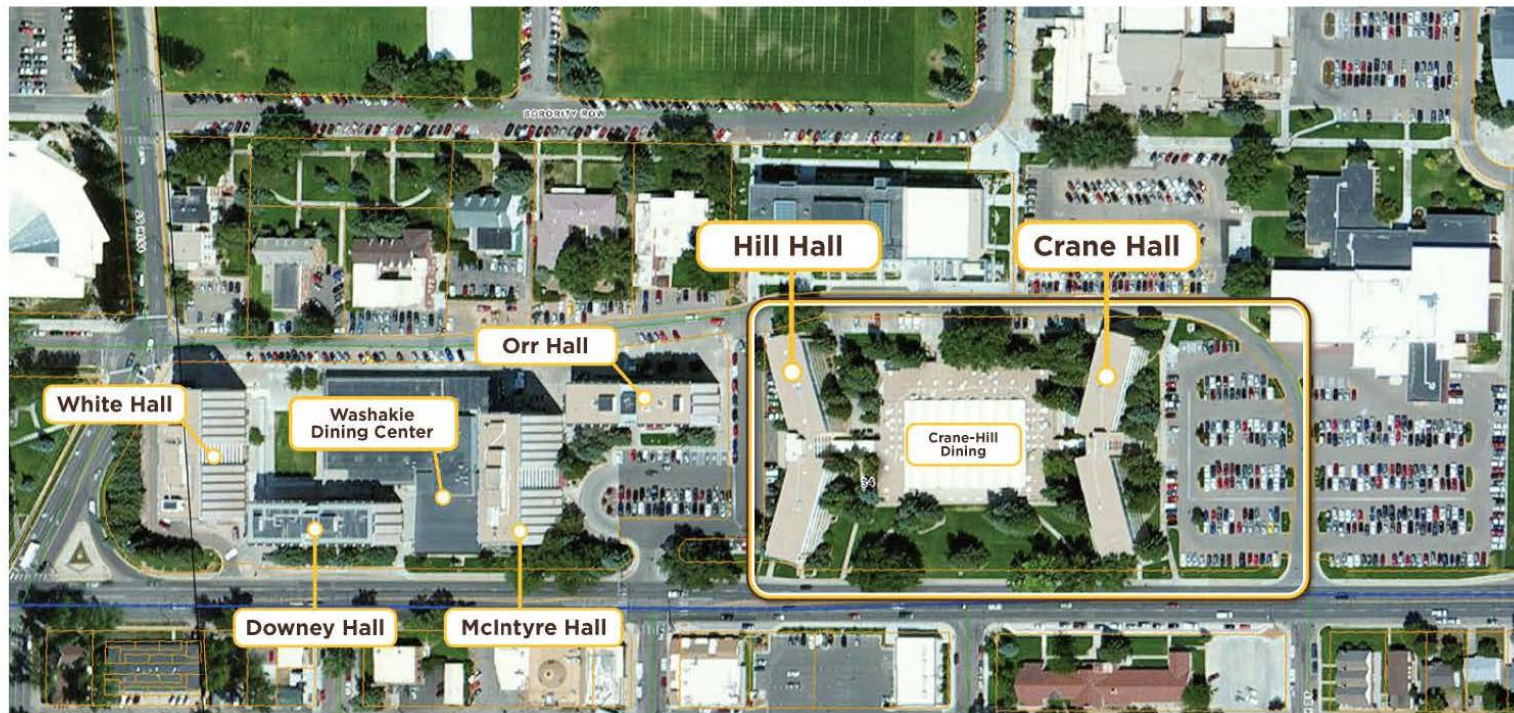 SORORITY ROW
Hill Hall
Crane Hall
Orr Hall
White Hall
Washakie
Dining Center
Crane-Hill
Dining
Downey Hall
McIntyre Hall